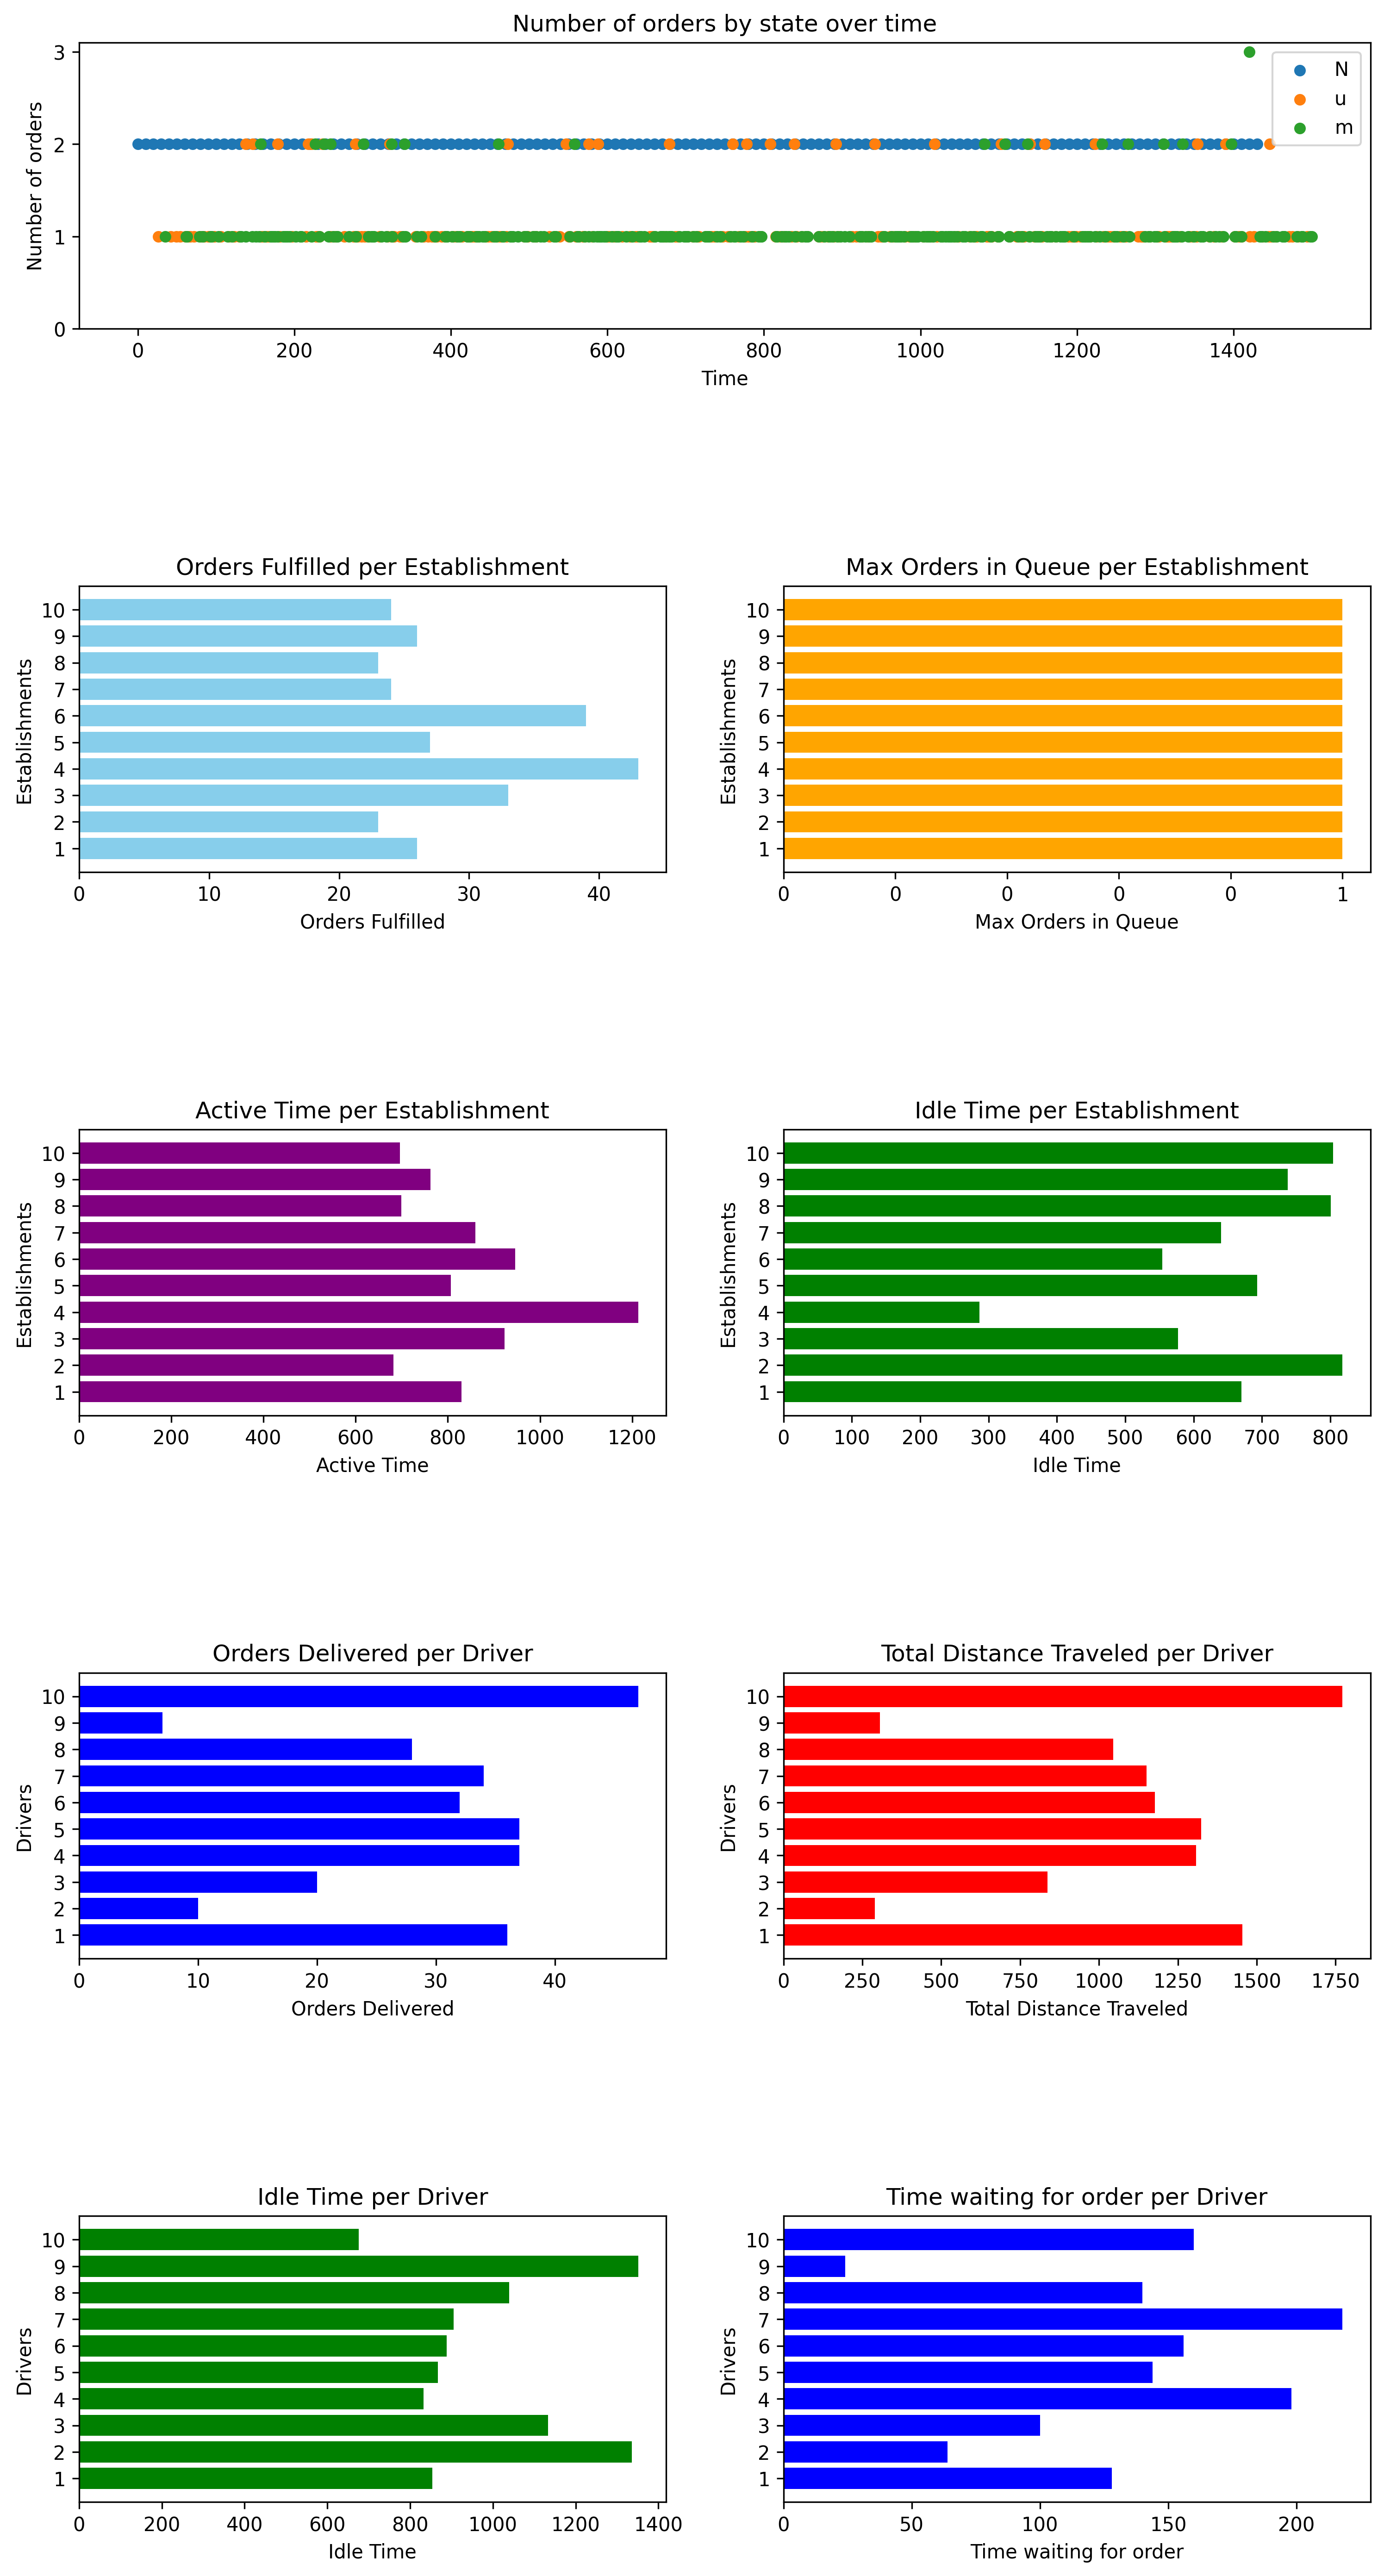 Number of orders by state over time
Number of orders
3
2
1
0
N
u
m
0 200 400 600 800 1000 1200 1400
Time
Orders Fulfilled per Establishment
Establishments
10
9
8
7
6
5
4
3
2
1
0 10 20 30 40
Orders Fulfilled
Max Orders in Queue per Establishment
Establishments
10
9
8
7
6
5
4
3
2
1
0 0 0 0 0 1
Max Orders in Queue
Active Time per Establishment
Establishments
10
9
8
7
6
5
4
3
2
1
0 200 400 600 800 1000 1200
Active Time
Idle Time per Establishment
Establishments
10
9
8
7
6
5
4
3
2
1
0 100 200 300 400 500 600 700 800
Idle Time
Orders Delivered per Driver
Drivers
10
9
8
7
6
5
4
3
2
1
0 10 20 30 40
Orders Delivered
Total Distance Traveled per Driver
Drivers
10
9
8
7
6
5
4
3
2
1
0 250 500 750 1000 1250 1500 1750
Total Distance Traveled
Idle Time per Driver
Drivers
10
9
8
7
6
5
4
3
2
1
0 200 400 600 800 1000 1200 1400
Idle Time
Time waiting for order per Driver
Drivers
10
9
8
7
6
5
4
3
2
1
0 50 100 150 200
Time waiting for order